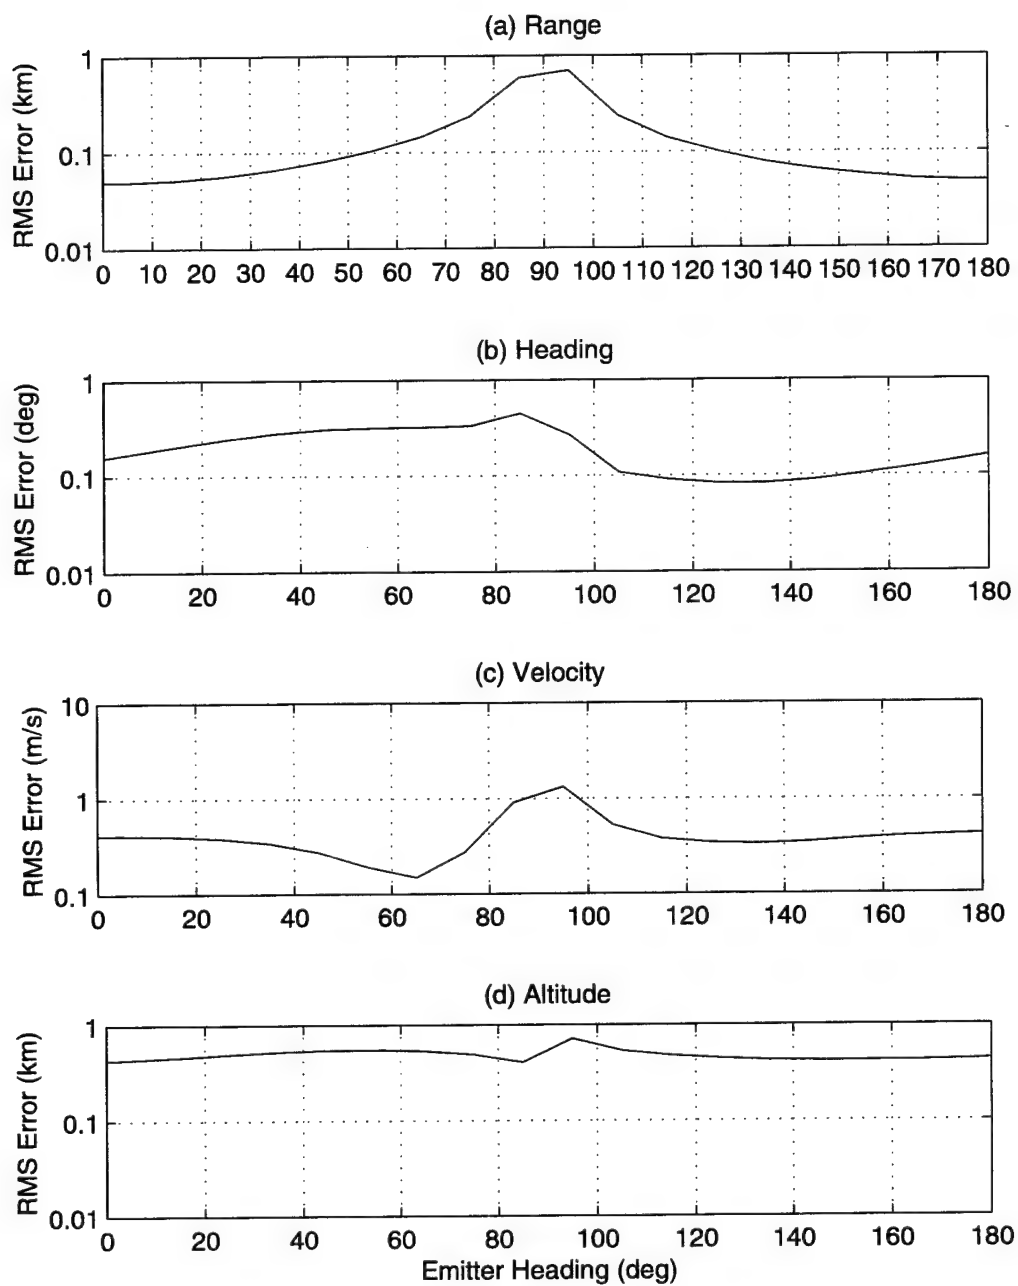 (a) Range
RMS Error (km)
1
0.1
0.01
0 10 20 30 40 50 60 70 80 90 100 110 120 130 140 150 160 170 180
(b) Heading
RMS Error (deg)
1
0.1
0.01
0 20 40 60 80 100 120 140 160 180
(c) Velocity
RMS Error (m/s)
10
1
0.1
0 20 40 60 80 100 120 140 160 180
(d) Altitude
RMS Error (km)
1
0.1
0.01
0 20 40 60 80 100 120 140 160 180
Emitter Heading (deg)